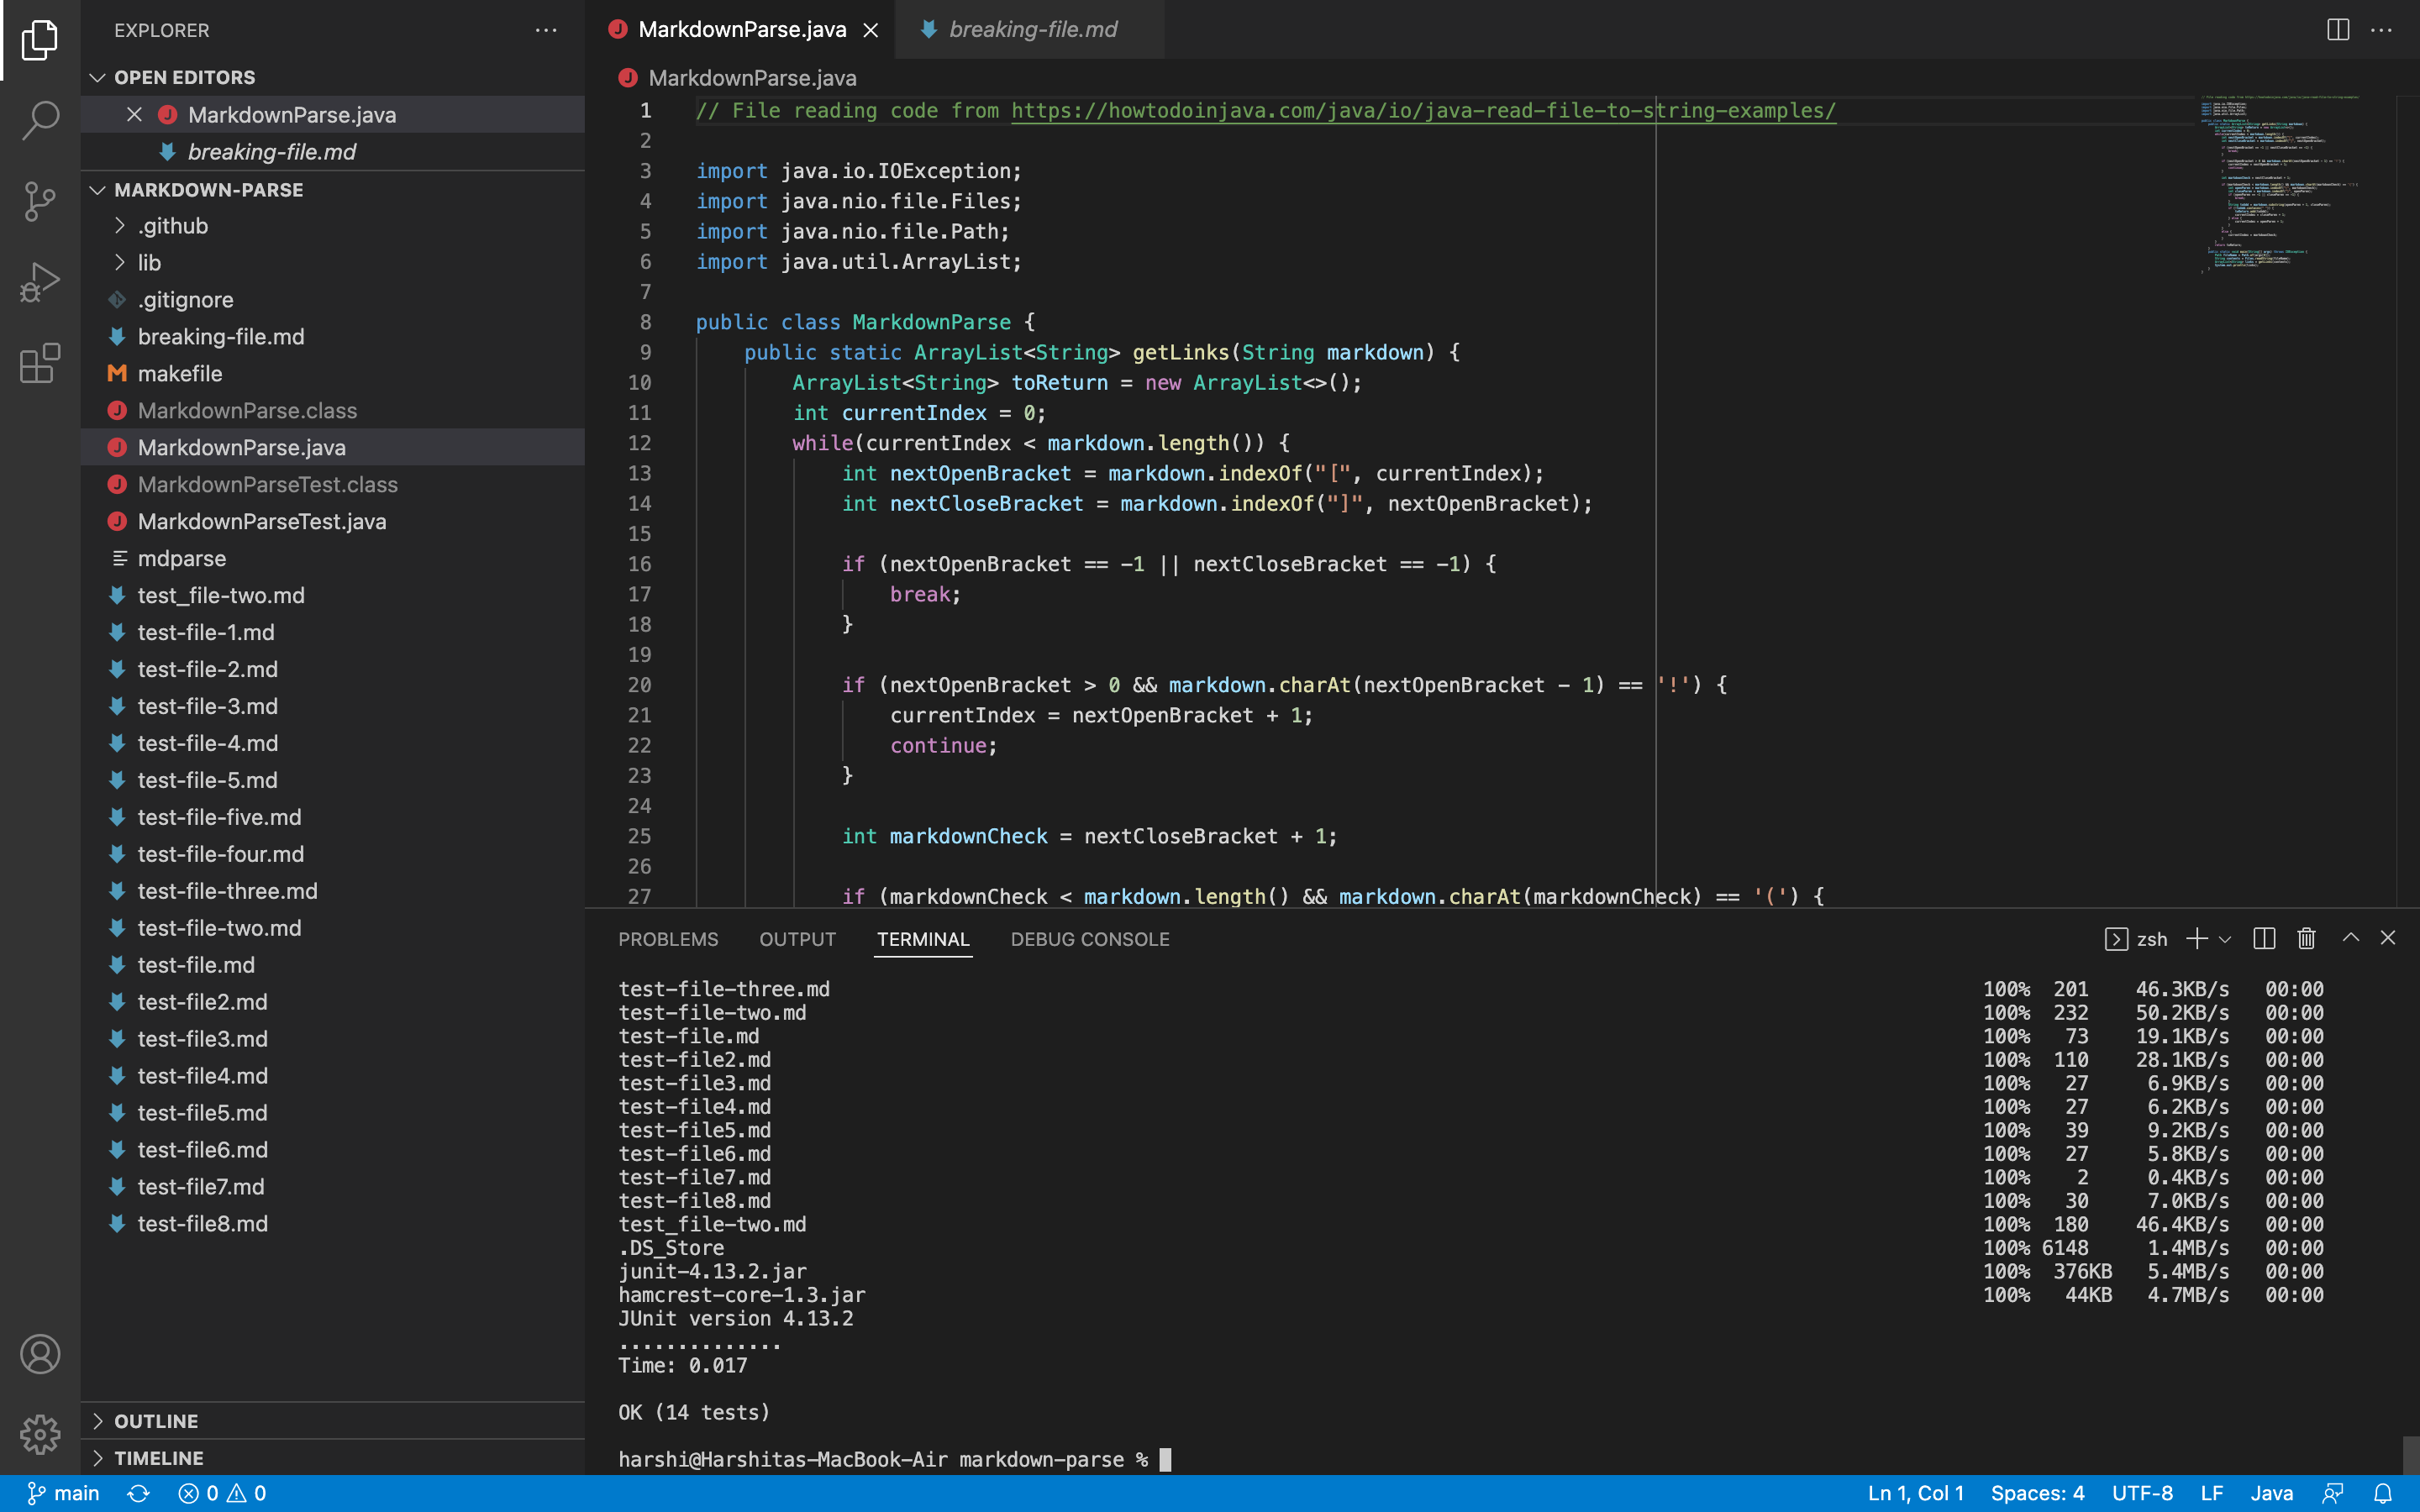 EXPLORER
OPEN EDITORS
MarkdownParse.java
breaking-file.md
MARKDOWN-PARSE
.github
lib
.gitignore
breaking-file.md
makefile
MarkdownParse.class
MarkdownParse.java
MarkdownParseTest.class
MarkdownParseTest.java
mdparse
test_file-two.md
test-file-1.md
test-file-2.md
test-file-3.md
test-file-4.md
test-file-5.md
test-file-five.md
test-file-four.md
test-file-three.md
test-file-two.md
test-file.md
test-file2.md
test-file3.md
test-file4.md
test-file5.md
test-file6.md
test-file7.md
test-file8.md
OUTLINE
TIMELINE
MarkdownParse.java breaking-file.md
MarkdownParse.java
1 // File reading code from https://howtodoinjava.com/java/io/java-read-file-to-string-examples/
2
3 import java.io.IOException;
4 import java.nio.file.Files;
5 import java.nio.file.Path;
6 import java.util.ArrayList;
7
8 public class MarkdownParse {
9 public static ArrayList<String> getLinks(String markdown) {
10 ArrayList<String> toReturn = new ArrayList<>();
11 int currentIndex = 0;
12 while(currentIndex < markdown.length()) {
13 int nextOpenBracket = markdown.indexOf("[", currentIndex);
14 int nextCloseBracket = markdown.indexOf("]", nextOpenBracket);
15
16 if (nextOpenBracket == -1 || nextCloseBracket == -1) {
17 break;
18 }
19
20 if (nextOpenBracket > 0 && markdown.charAt(nextOpenBracket - 1) == '!') {
21 currentIndex = nextOpenBracket + 1;
22 continue;
23 }
24
25 int markdownCheck = nextCloseBracket + 1;
26
27 if (markdownCheck < markdown.length() && markdown.charAt(markdownCheck) == '(') {
PROBLEMS OUTPUT TERMINAL DEBUG CONSOLE zsh
test-file-three.md 100% 201 46.3KB/s 00:00
test-file-two.md 100% 232 50.2KB/s 00:00
test-file.md 100% 73 19.1KB/s 00:00
test-file2.md 100% 110 28.1KB/s 00:00
test-file3.md 100% 27 6.9KB/s 00:00
test-file4.md 100% 27 6.2KB/s 00:00
test-file5.md 100% 39 9.2KB/s 00:00
test-file6.md 100% 27 5.8KB/s 00:00
test-file7.md 100% 2 0.4KB/s 00:00
test-file8.md 100% 30 7.0KB/s 00:00
test_file-two.md 100% 180 46.4KB/s 00:00
.DS_Store 100% 6148 1.4MB/s 00:00
junit-4.13.2.jar 100% 376KB 5.4MB/s 00:00
hamcrest-core-1.3.jar 100% 44KB 4.7MB/s 00:00
JUnit version 4.13.2
..............
Time: 0.017
OK (14 tests)
harshi@Harshitas-MacBook-Air markdown-parse %
main 0 0 Ln 1, Col 1 Spaces: 4 UTF-8 LF Java